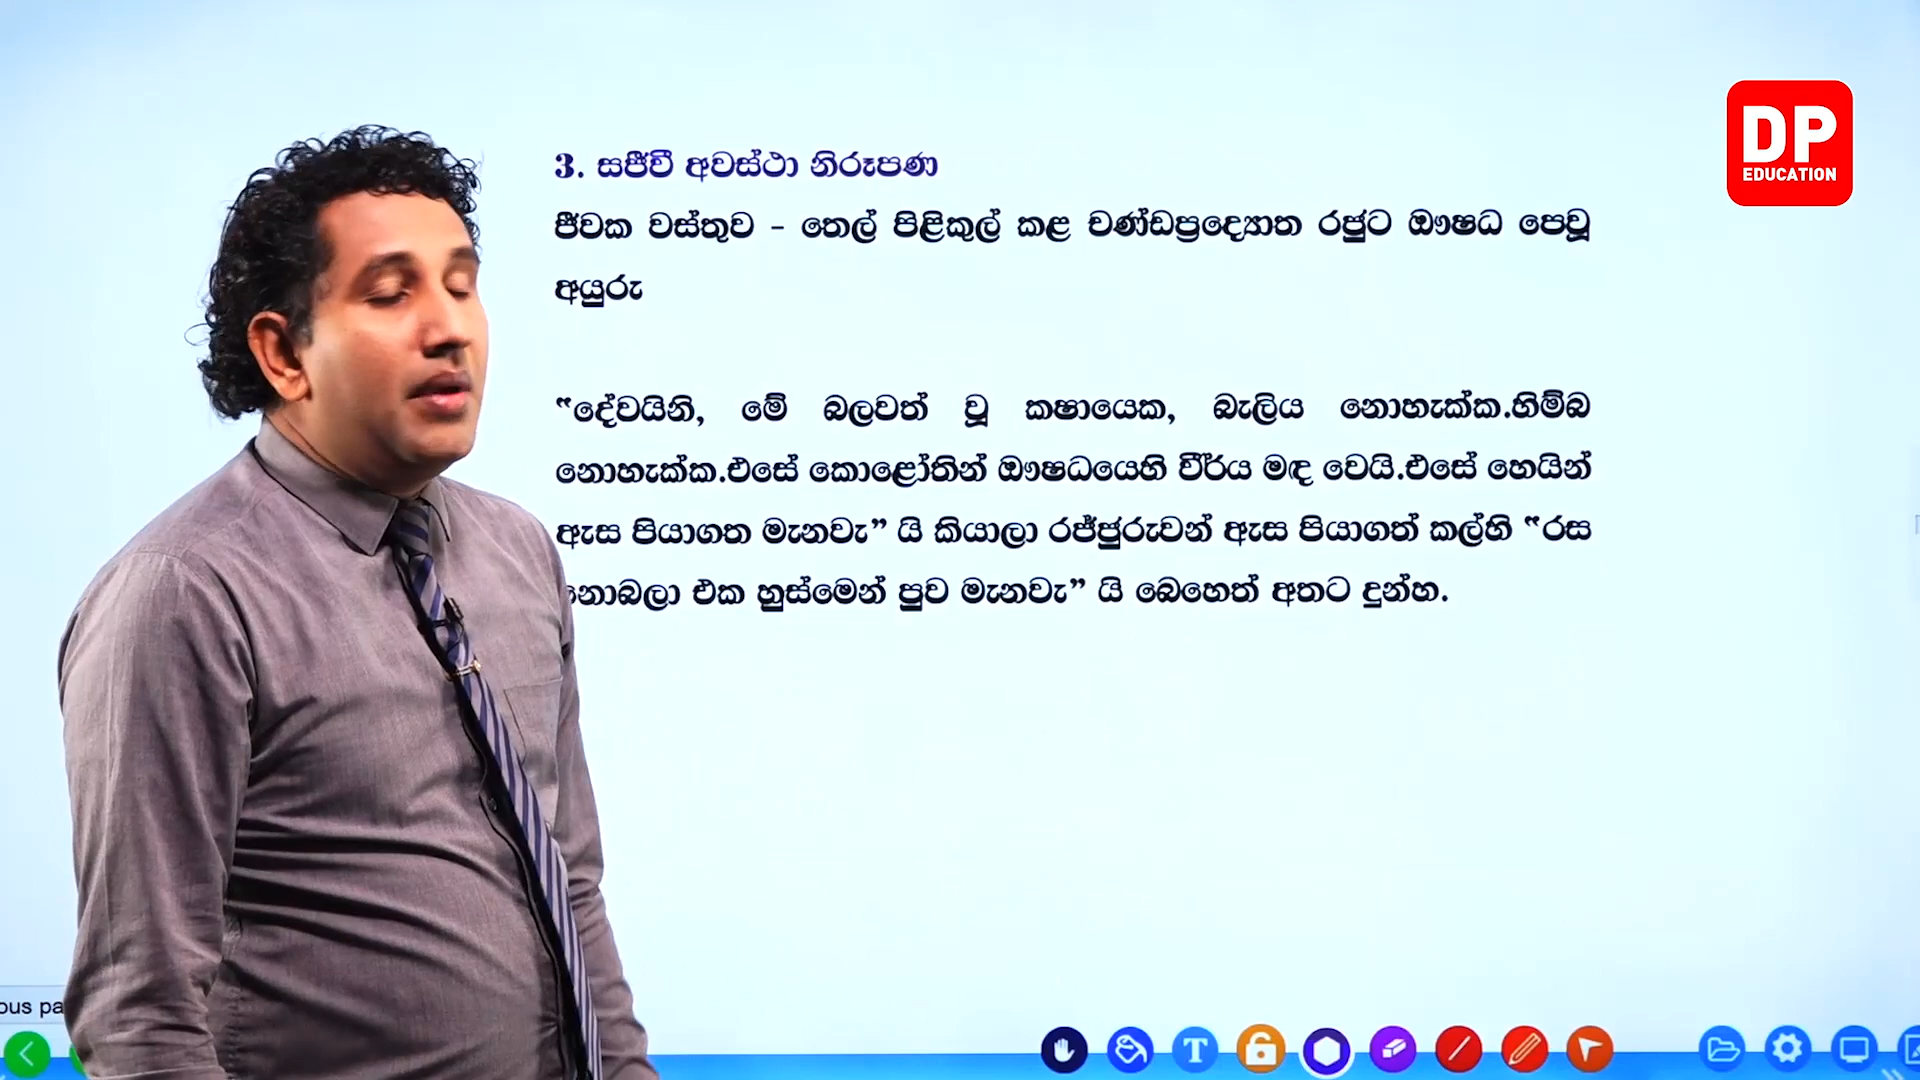 DP
EDUCATION
3. සජීවී අවස්ථා නිරූපණ
ජීවක වස්තුව - තෙල් පිළිකුල් කළ චණ්ඩප්‍රද්‍යොත රජුට ඖෂධ පෙවූ
අයුරු
“දේවයිනි, මේ බලවත් වූ කෂායෙක, බැලිය නොහැක්ක.හිම්බ
නොහැක්ක.එසේ කොළෝතින් ඖෂධයෙහි වීර්ය මඳ වෙයි.එසේ හෙයින්
ඇස පියාගත මැනවැ” යි කියාලා රජ්ජුරුවන් ඇස පියාගත් කල්හි “රස
නොබලා එක හුස්මෙන් පුව මැනවැ” යි බෙහෙත් අතට දුන්හ.
T